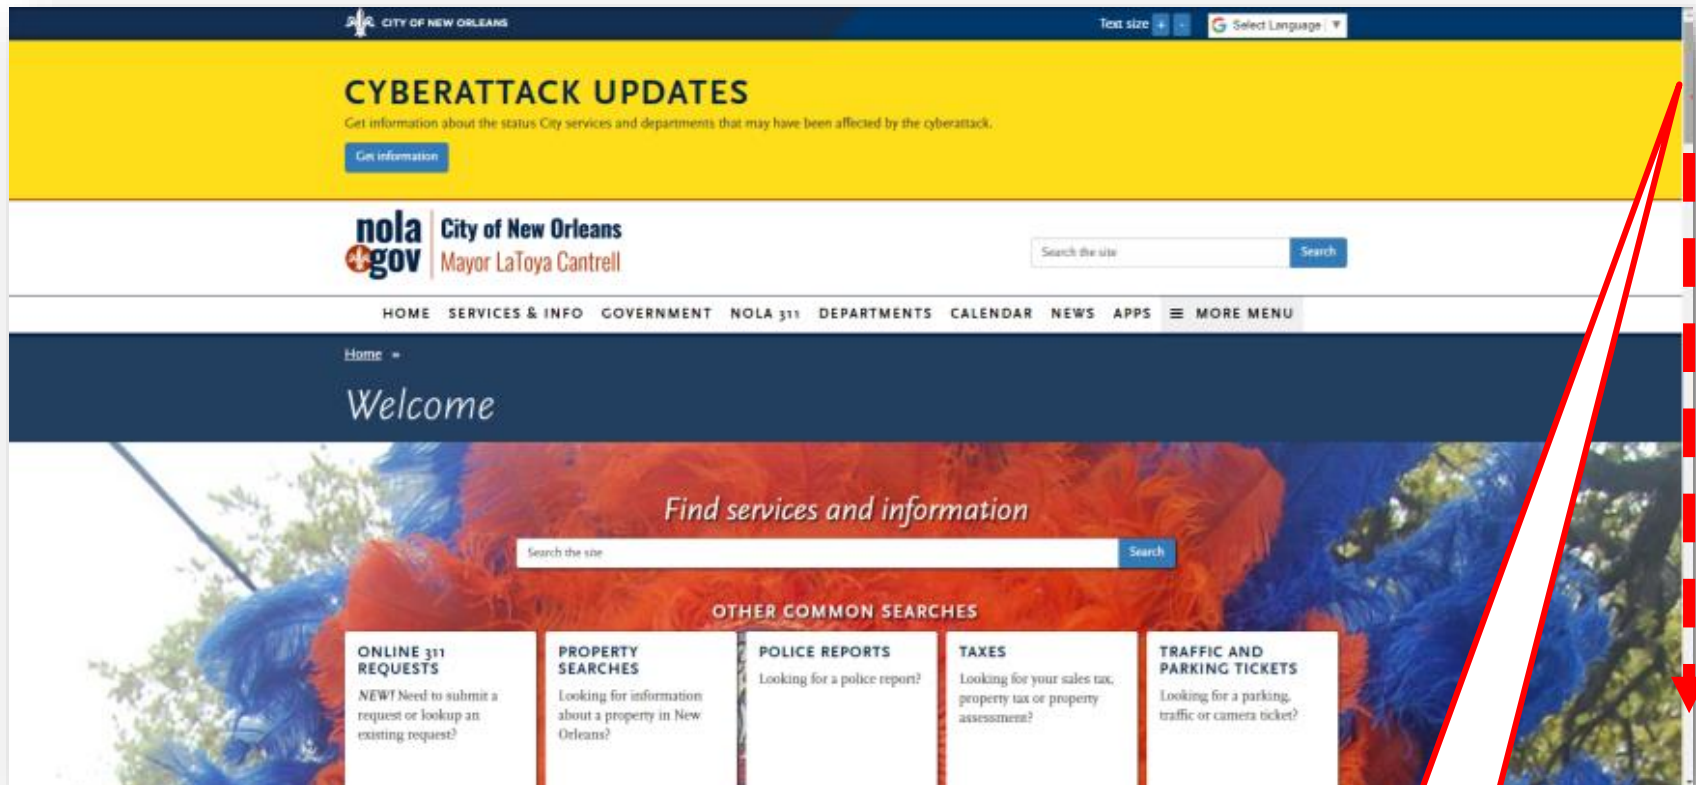 CITY OF NEW ORLEANS
Text size + -
Select Language ▼
CYBERATTACK UPDATES
Get information about the status City services and departments that may have been affected by the cyberattack.
Get information
nola gov
City of New Orleans
Mayor LaToya Cantrell
Search the site
Search
HOME SERVICES & INFO GOVERNMENT NOLA 311 DEPARTMENTS CALENDAR NEWS APPS ≡ MORE MENU
Home »
Welcome
Find services and information
Search the site
Search
OTHER COMMON SEARCHES
ONLINE 311
REQUESTS
NEW! Need to submit a
request or lookup an
existing request?
PROPERTY
SEARCHES
Looking for information
about a property in New
Orleans?
POLICE REPORTS
Looking for a police report?
TAXES
Looking for your sales tax,
property tax or property
assessment?
TRAFFIC AND
PARKING TICKETS
Looking for a parking,
traffic or camera ticket?